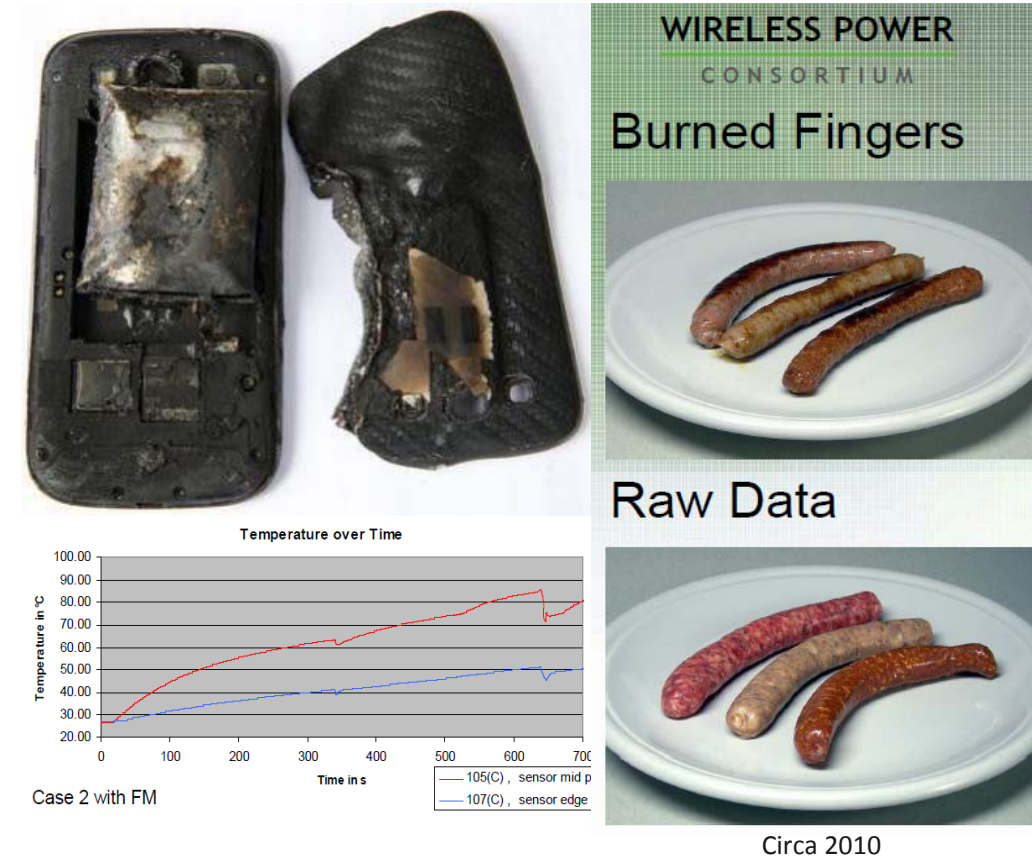 WIRELESS POWER
CONSORTIUM
Burned Fingers
Raw Data
Temperature over Time
100.00
90.00
80.00
70.00
60.00
50.00
40.00
30.00
20.00
Temperature in °C
0 100 200 300 400 500 600 700
Time in s
105(C) , sensor mid p
107(C) , sensor edge
Case 2 with FM
Circa 2010